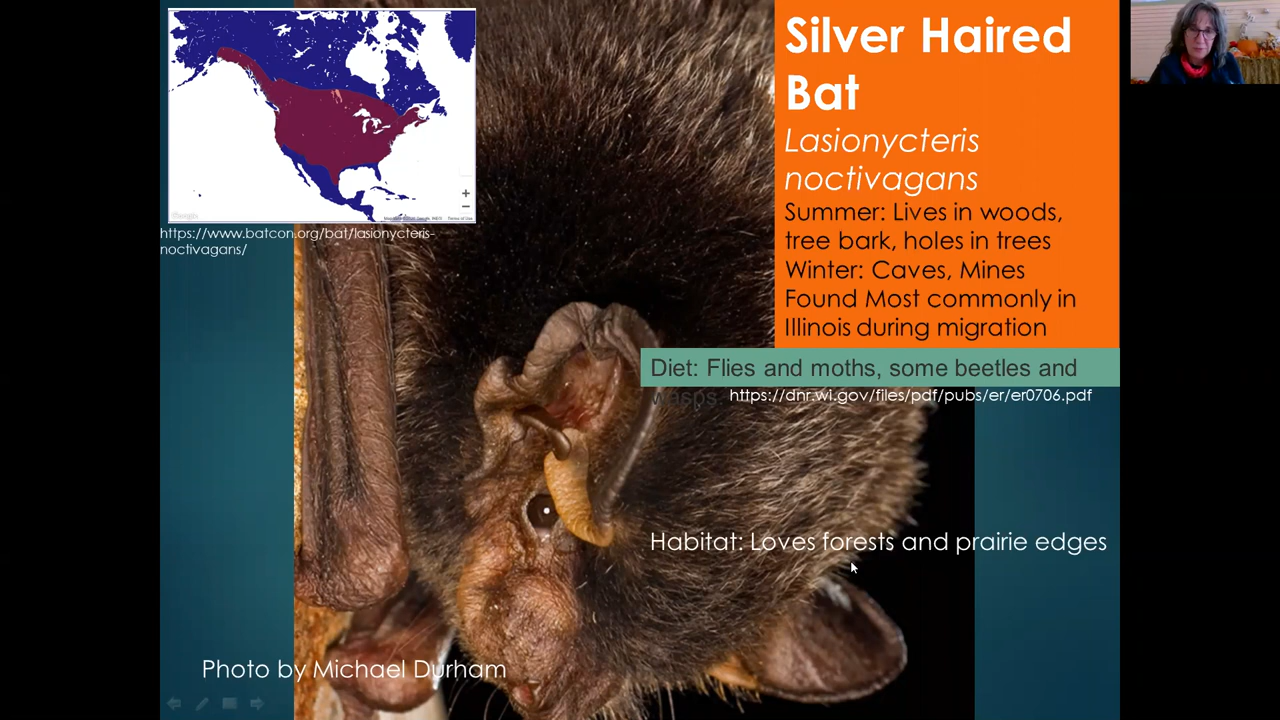 Silver Haired
Bat
Lasionycteris
noctivagans
Summer: Lives in woods,
tree bark, holes in trees
Winter: Caves, Mines
Found Most commonly in
Illinois during migration
https://www.batcon.org/bat/lasionycteris-
noctivagans/
Diet: Flies and moths, some beetles and
wasps
https://dnr.wi.gov/files/pdf/pubs/er/er0706.pdf
Habitat: Loves forests and prairie edges
Photo by Michael Durham